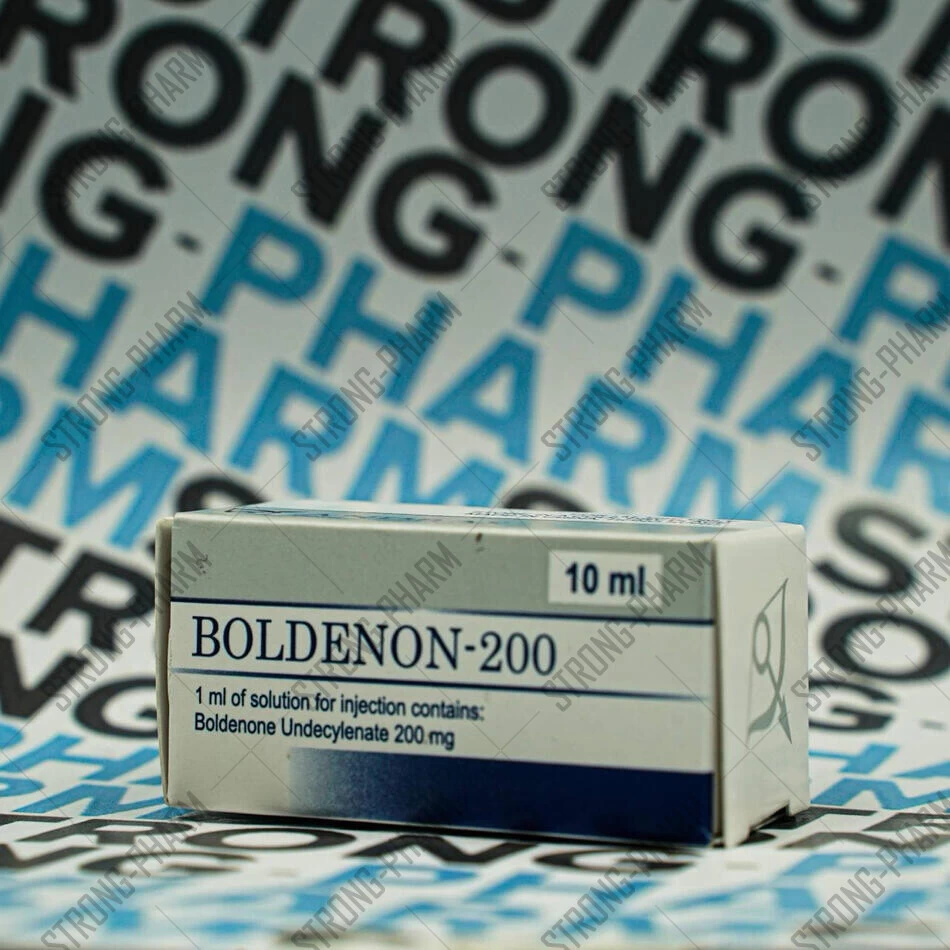 STRONG-PHARM
10 ml
BOLDENON-200
1 ml of solution for injection contains:
Boldenone Undecylenate 200 mg